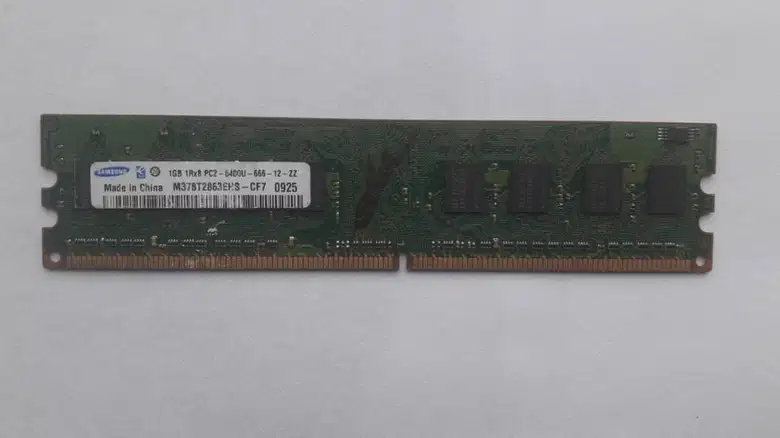 SAMSUNG
1GB 1Rx8 PC2-6400U-666-12-ZZ
Made in China M378T2863EHS-CF7 0925